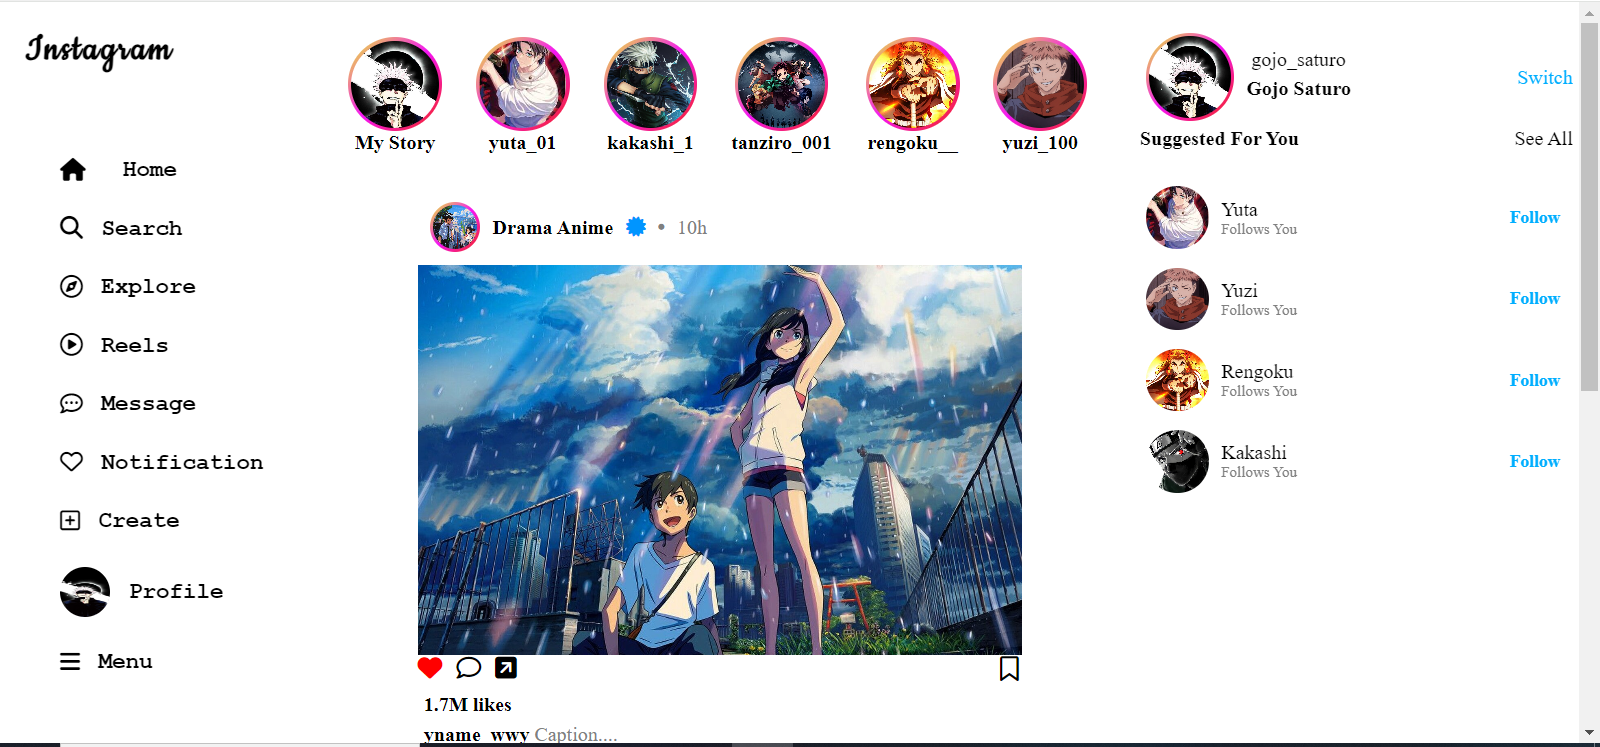 Instagram
Home
Search
Explore
Reels
Message
Notification
Create
Profile
Menu
My Story
yuta_01
kakashi_1
tanziro_001
rengoku__
yuzi_100
Drama Anime • 10h
1.7M likes
yname_wwy Caption....
gojo_saturo
Gojo Saturo
Switch
Suggested For You
See All
Yuta
Follows You
Follow
Yuzi
Follows You
Follow
Rengoku
Follows You
Follow
Kakashi
Follows You
Follow